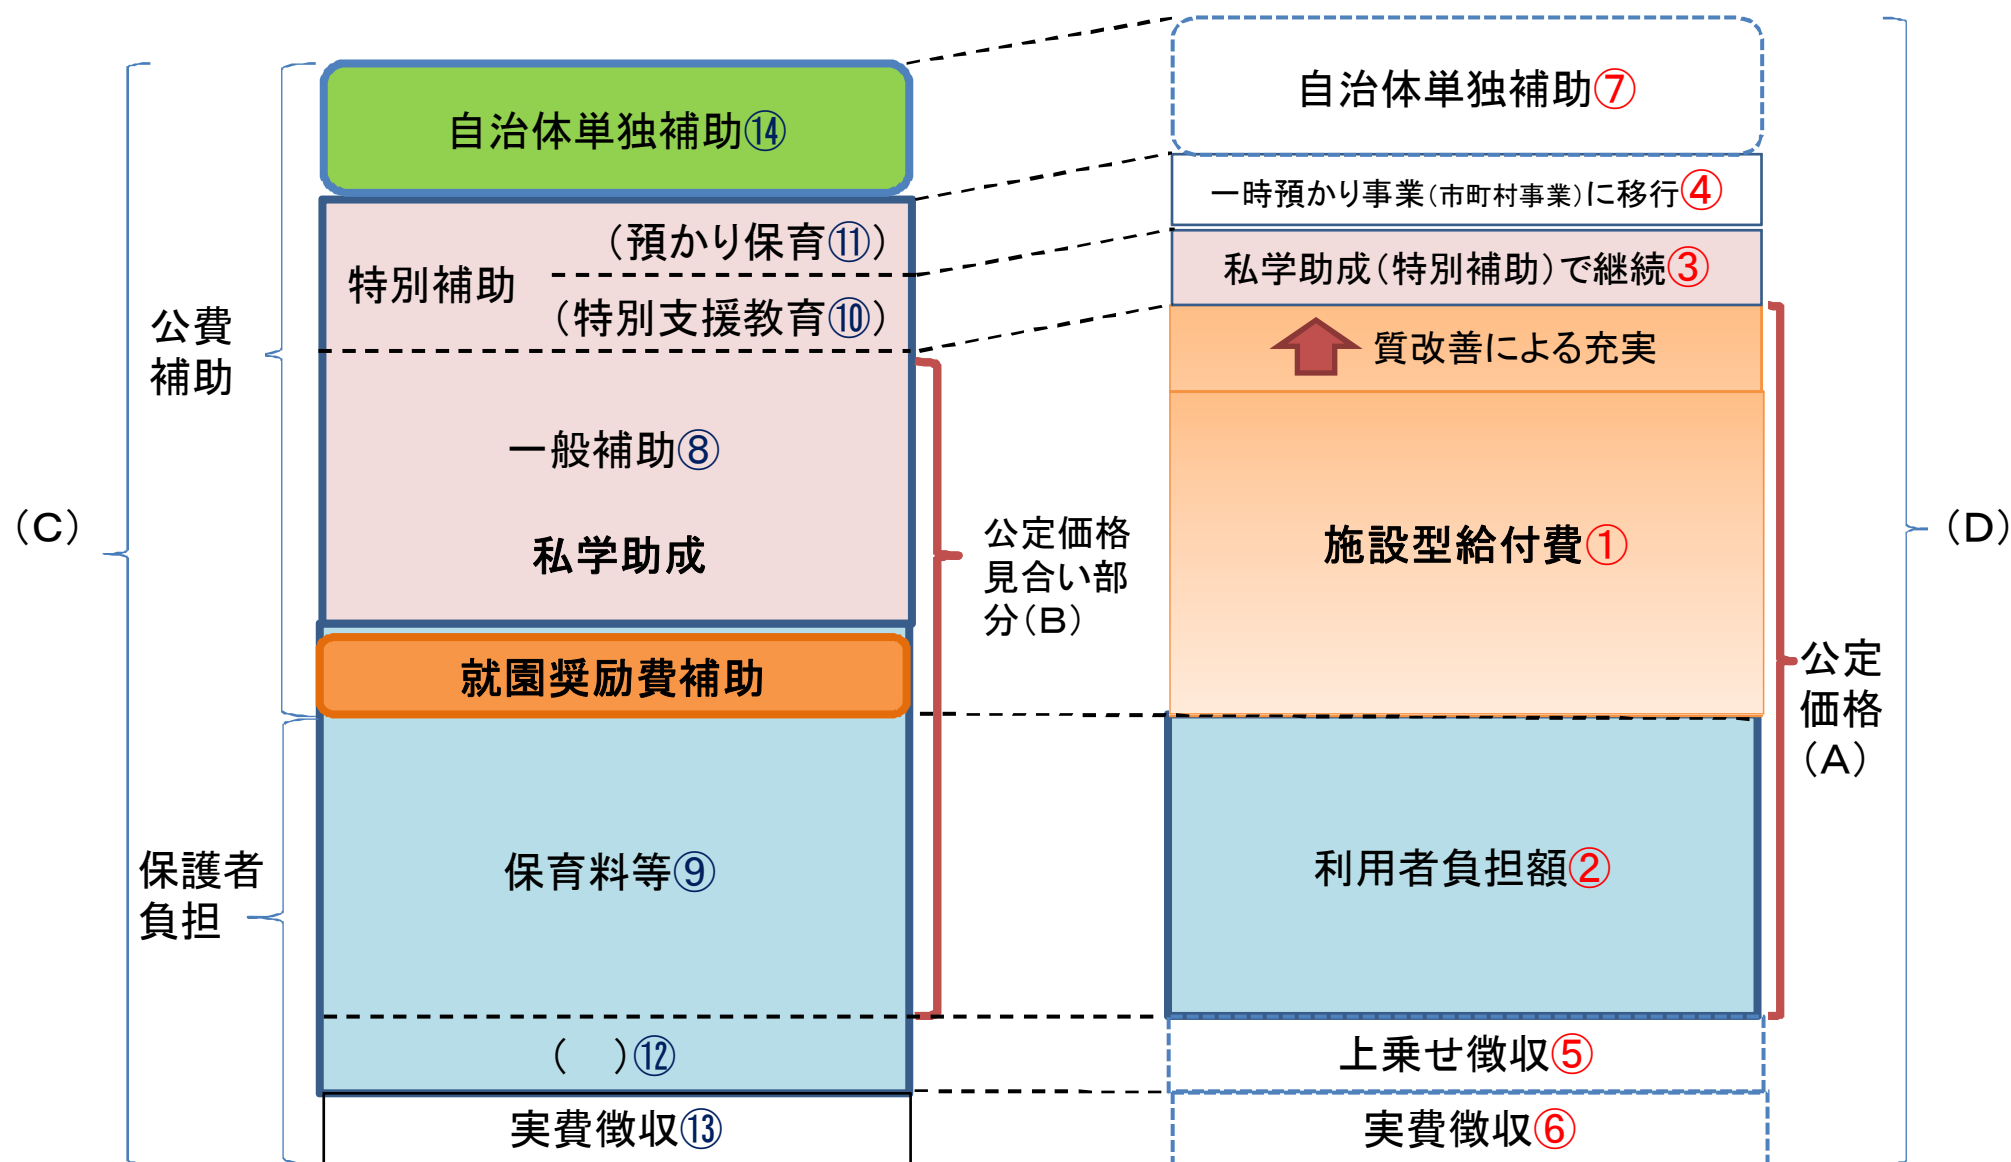 自治体単独補助⑭
(預かり保育⑪)
特別補助
(特別支援教育⑩)
公費
補助
一般補助⑧
私学助成
(C)
就園奨励費補助
保護者
負担
保育料等⑨
(　)⑫
実費徴収⑬
公定価格
見合い部
分(B)
自治体単独補助⑦
一時預かり事業(市町村事業)に移行④
私学助成(特別補助)で継続③
質改善による充実
施設型給付費①
利用者負担額②
上乗せ徴収⑤
実費徴収⑥
公定
価格
(A)
(D)